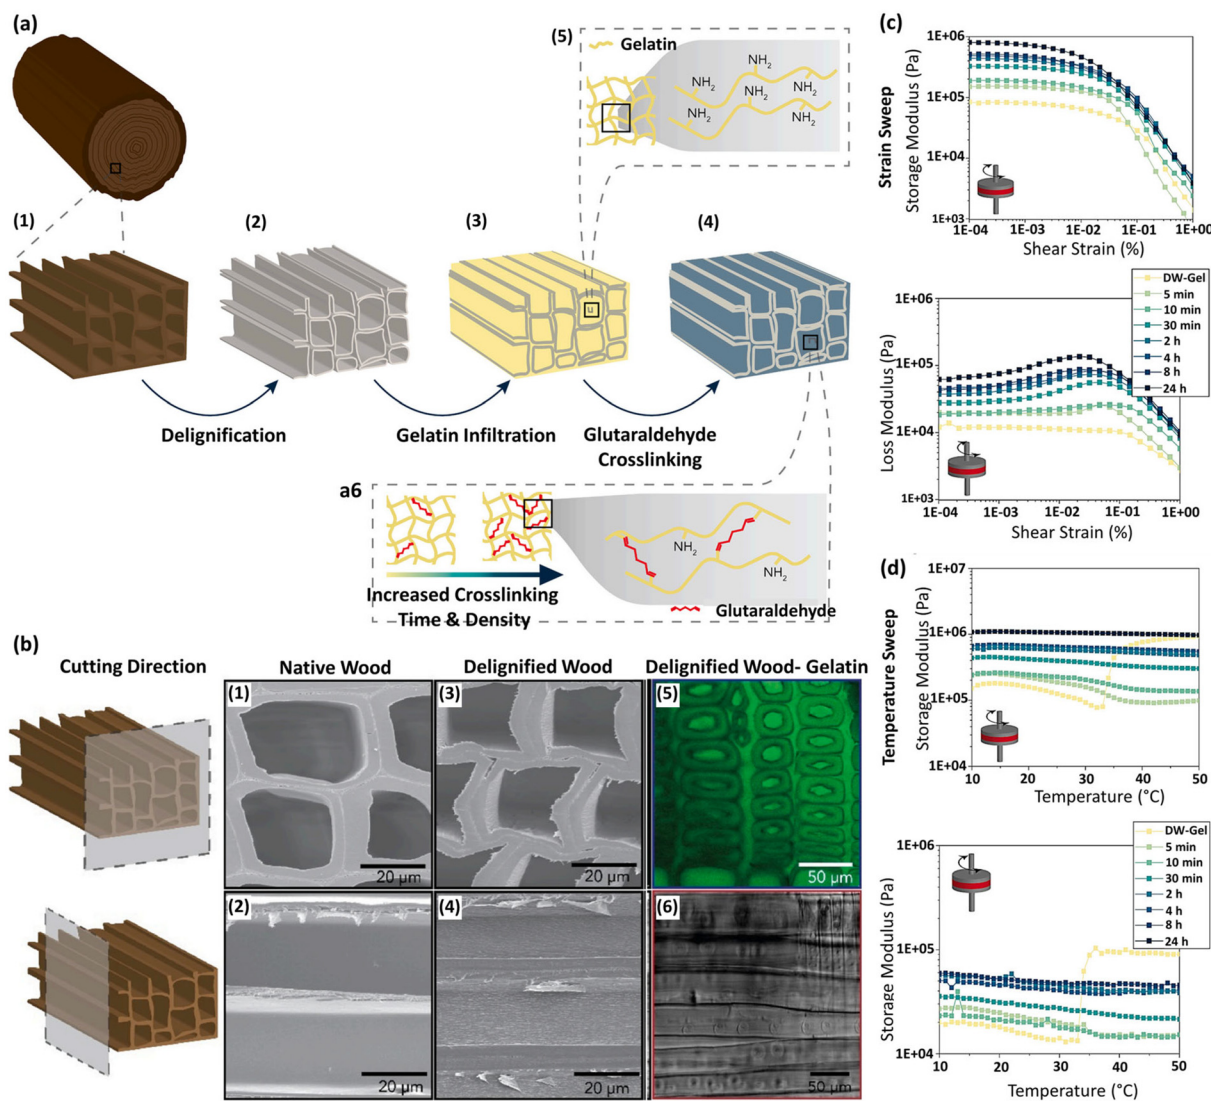 (a)
(1)
(2)
(3)
(4)
(5)
Gelatin
NH2
NH2
NH2
NH2
NH2
NH2
Delignification
Gelatin Infiltration
Glutaraldehyde
Crosslinking
a6
Increased Crosslinking
Time & Density
NH2
NH2
Glutaraldehyde
(b)
Cutting Direction
Native Wood
Delignified Wood
Delignified Wood- Gelatin
(1)
20 µm
(3)
20 µm
(5)
50 µm
(2)
20 µm
(4)
20 µm
(6)
50 µm
(c)
Strain Sweep
Storage Modulus (Pa)
1E+06
1E+05
1E+04
1E+03
1E-04 1E-03 1E-02 1E-01 1E+00
Shear Strain (%)
Loss Modulus (Pa)
1E+06
1E+05
1E+04
1E+03
1E-04 1E-03 1E-02 1E-01 1E+00
Shear Strain (%)
DW-Gel
5 min
10 min
30 min
2 h
4 h
8 h
24 h
(d)
Temperature Sweep
Storage Modulus (Pa)
1E+07
1E+06
1E+05
1E+04
10 20 30 40 50
Temperature (°C)
Storage Modulus (Pa)
1E+06
1E+05
1E+04
10 20 30 40 50
Temperature (°C)
DW-Gel
5 min
10 min
30 min
2 h
4 h
8 h
24 h